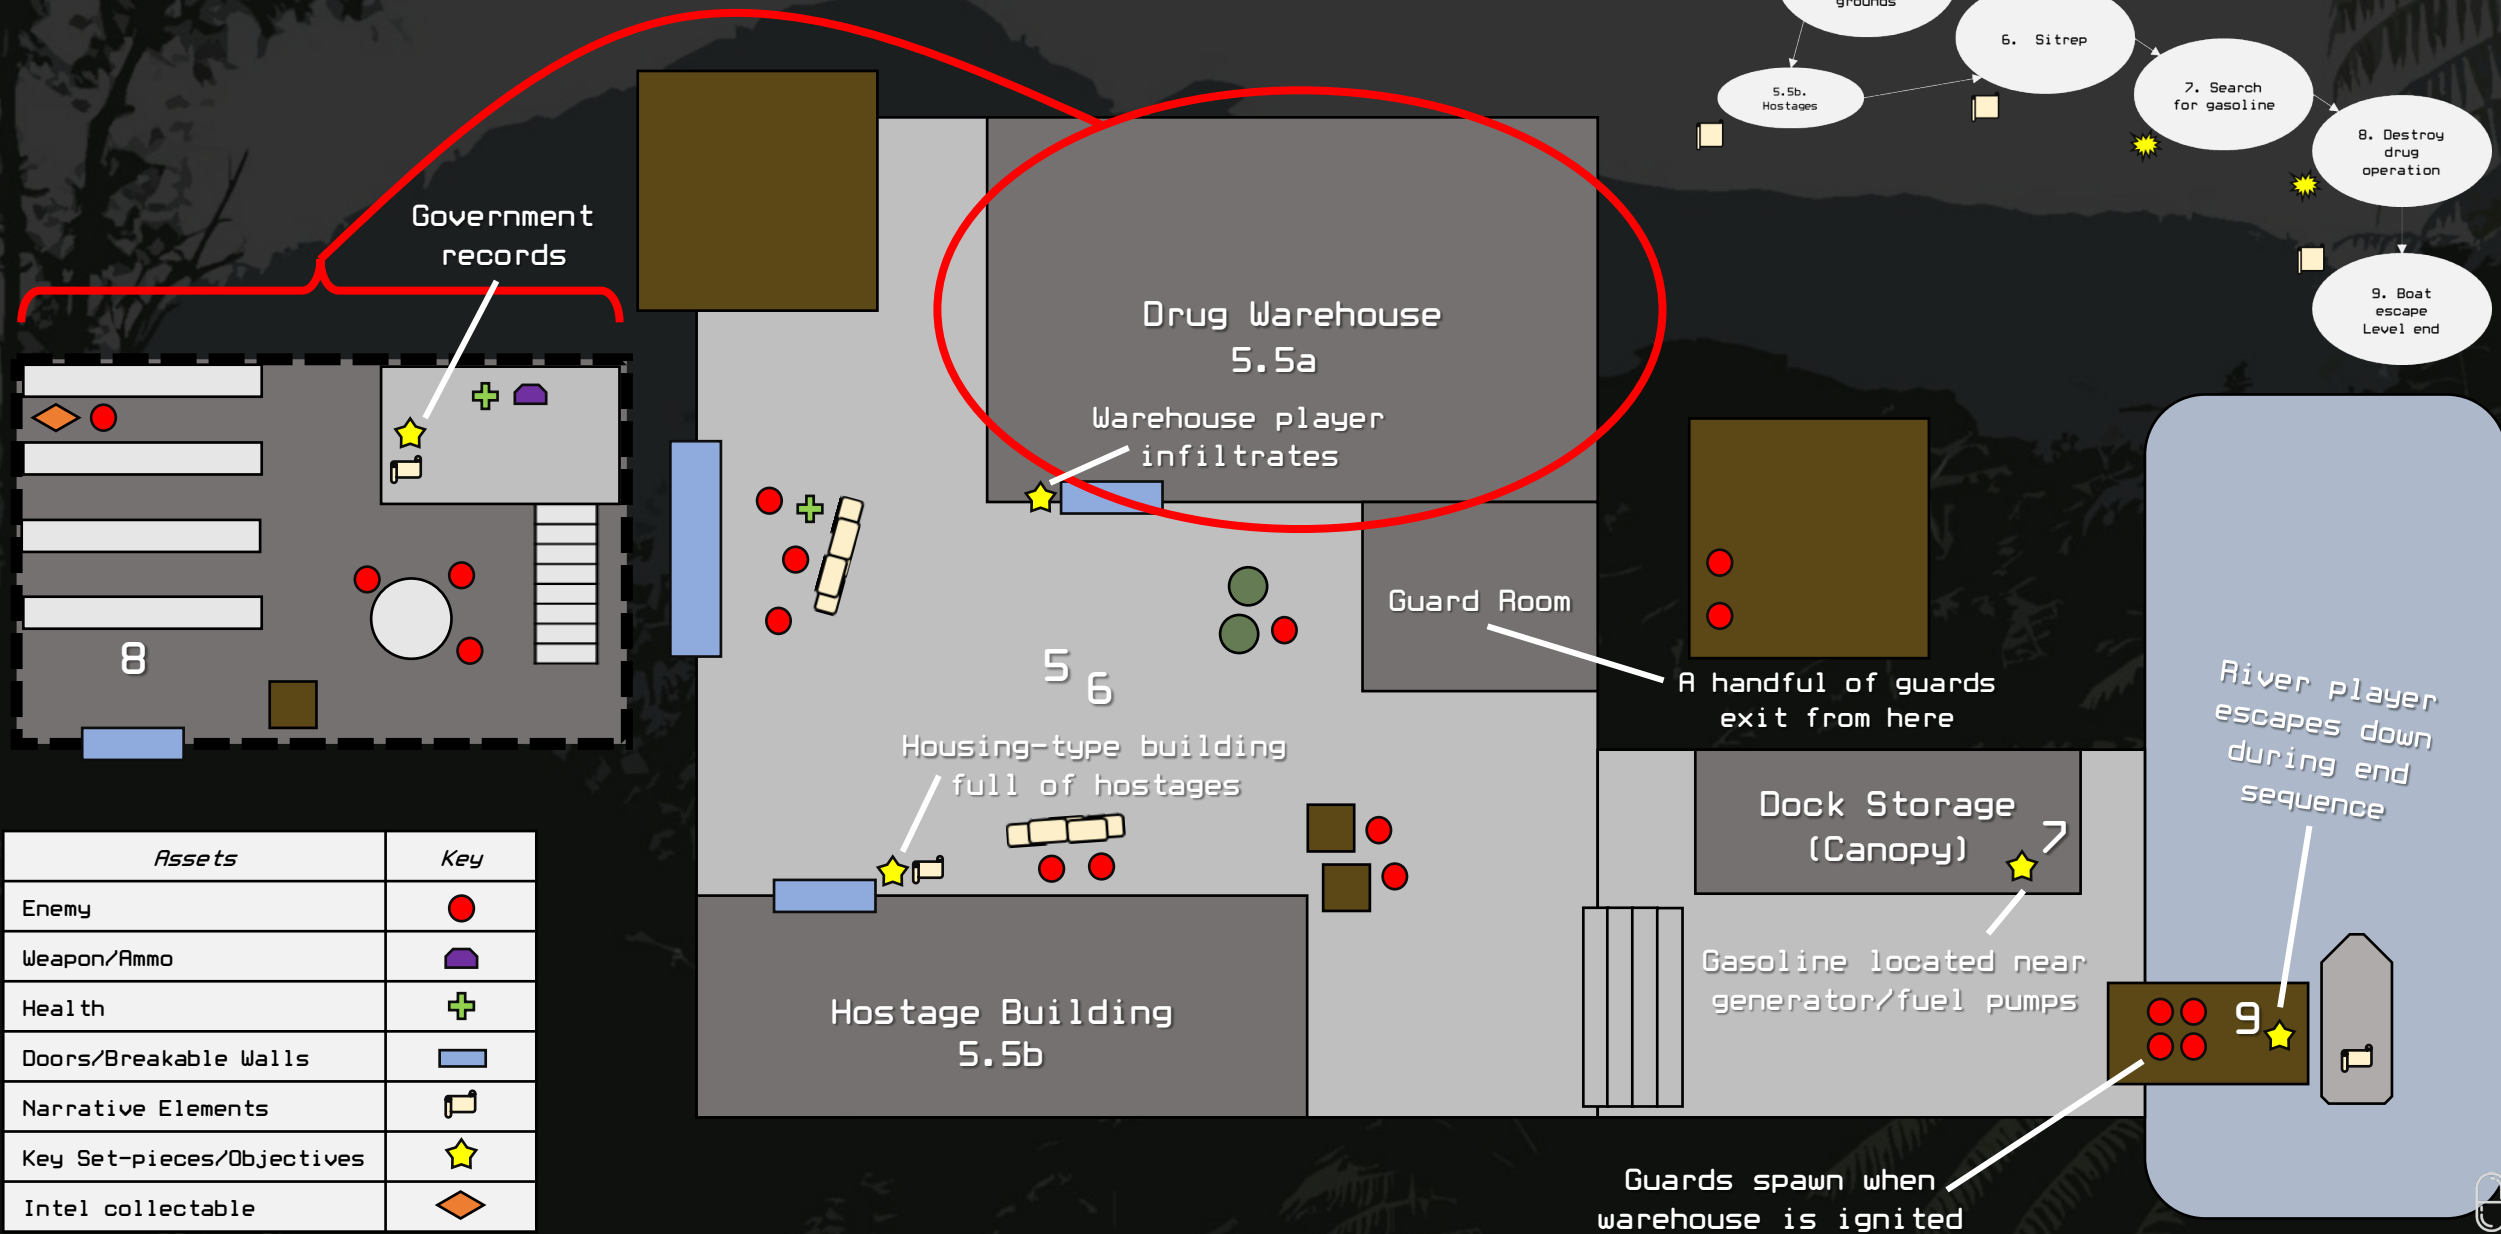 grounds
6. Sitrep
5.5b.
Hostages
7. Search
for gasoline
8. Destroy
drug
operation
9. Boat
escape
Level end
Government
records
Drug Warehouse
5.5a
Warehouse player
infiltrates
8
Guard Room
A handful of guards
exit from here
5
6
Housing-type building
full of hostages
Hostage Building
5.5b
Dock Storage
(Canopy)
7
Gasoline located near
generator/fuel pumps
River player
escapes down
during end
sequence
9
Guards spawn when
warehouse is ignited
Assets Key
Enemy
Weapon/Ammo
Health
Doors/Breakable Walls
Narrative Elements
Key Set-pieces/Objectives
Intel collectable